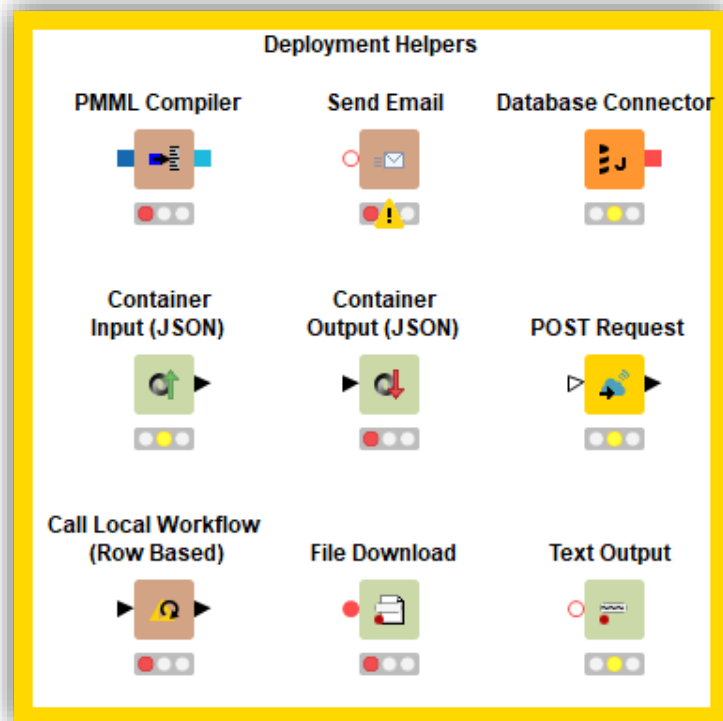 Deployment Helpers
PMML Compiler
Send Email
Database Connector
J
Container
Input (JSON)
Container
Output (JSON)
POST Request
Call Local Workflow
(Row Based)
File Download
Text Output